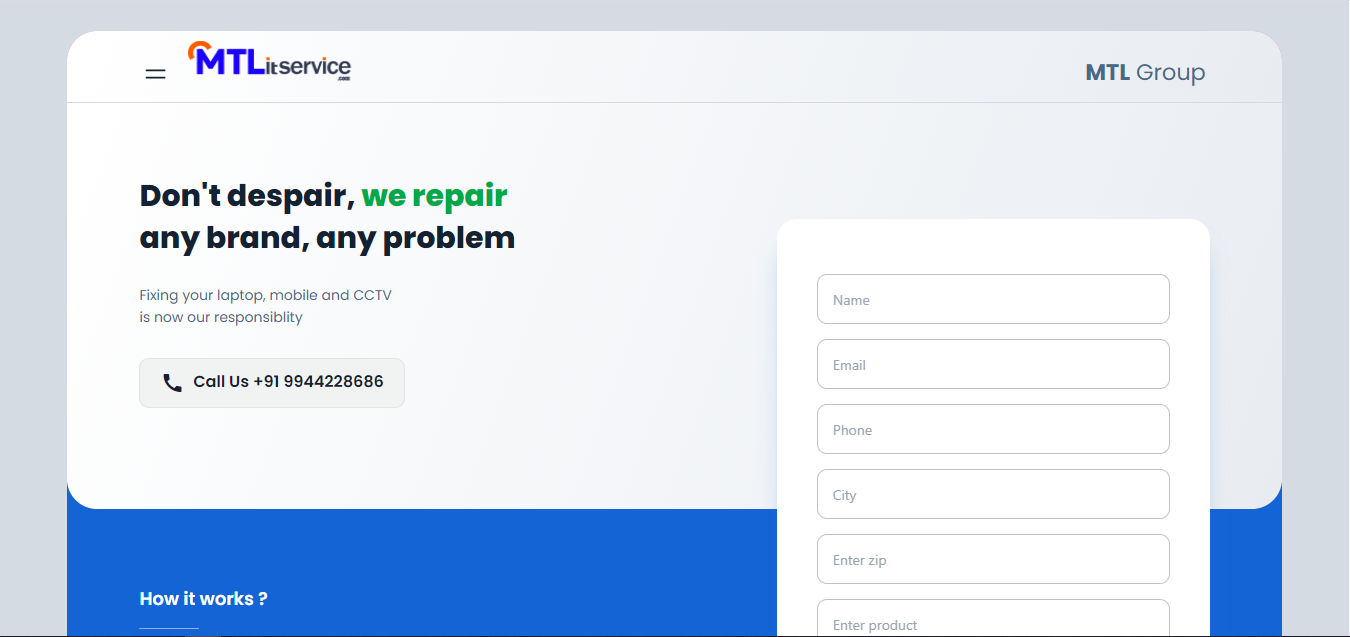 MTLitservice
.com
MTL Group
Don't despair, we repair
any brand, any problem
Fixing your laptop, mobile and CCTV
is now our responsiblity
Call Us +91 9944228686
Name
Email
Phone
City
Enter zip
Enter product
How it works ?